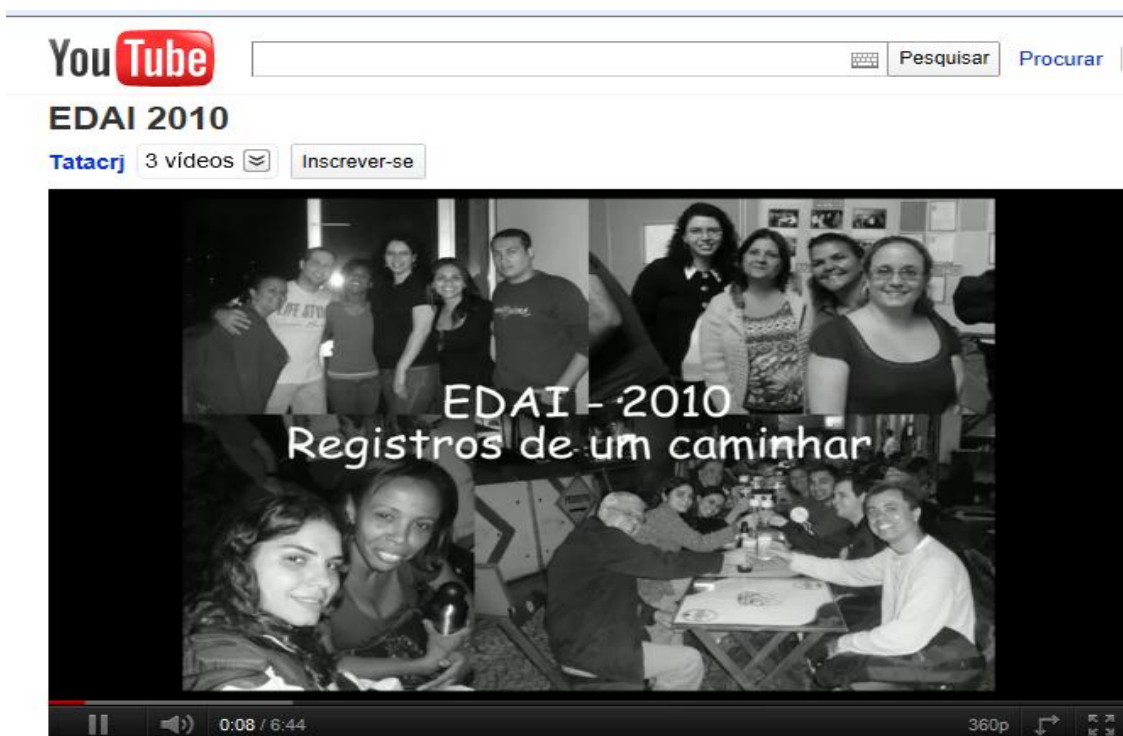 YouTube
Pesquisar
Procurar
EDAI 2010
Tatacrj 3 vídeos Inscrever-se
EDAI - 2010
Registros de um caminhar
0:08 / 6:44
360p